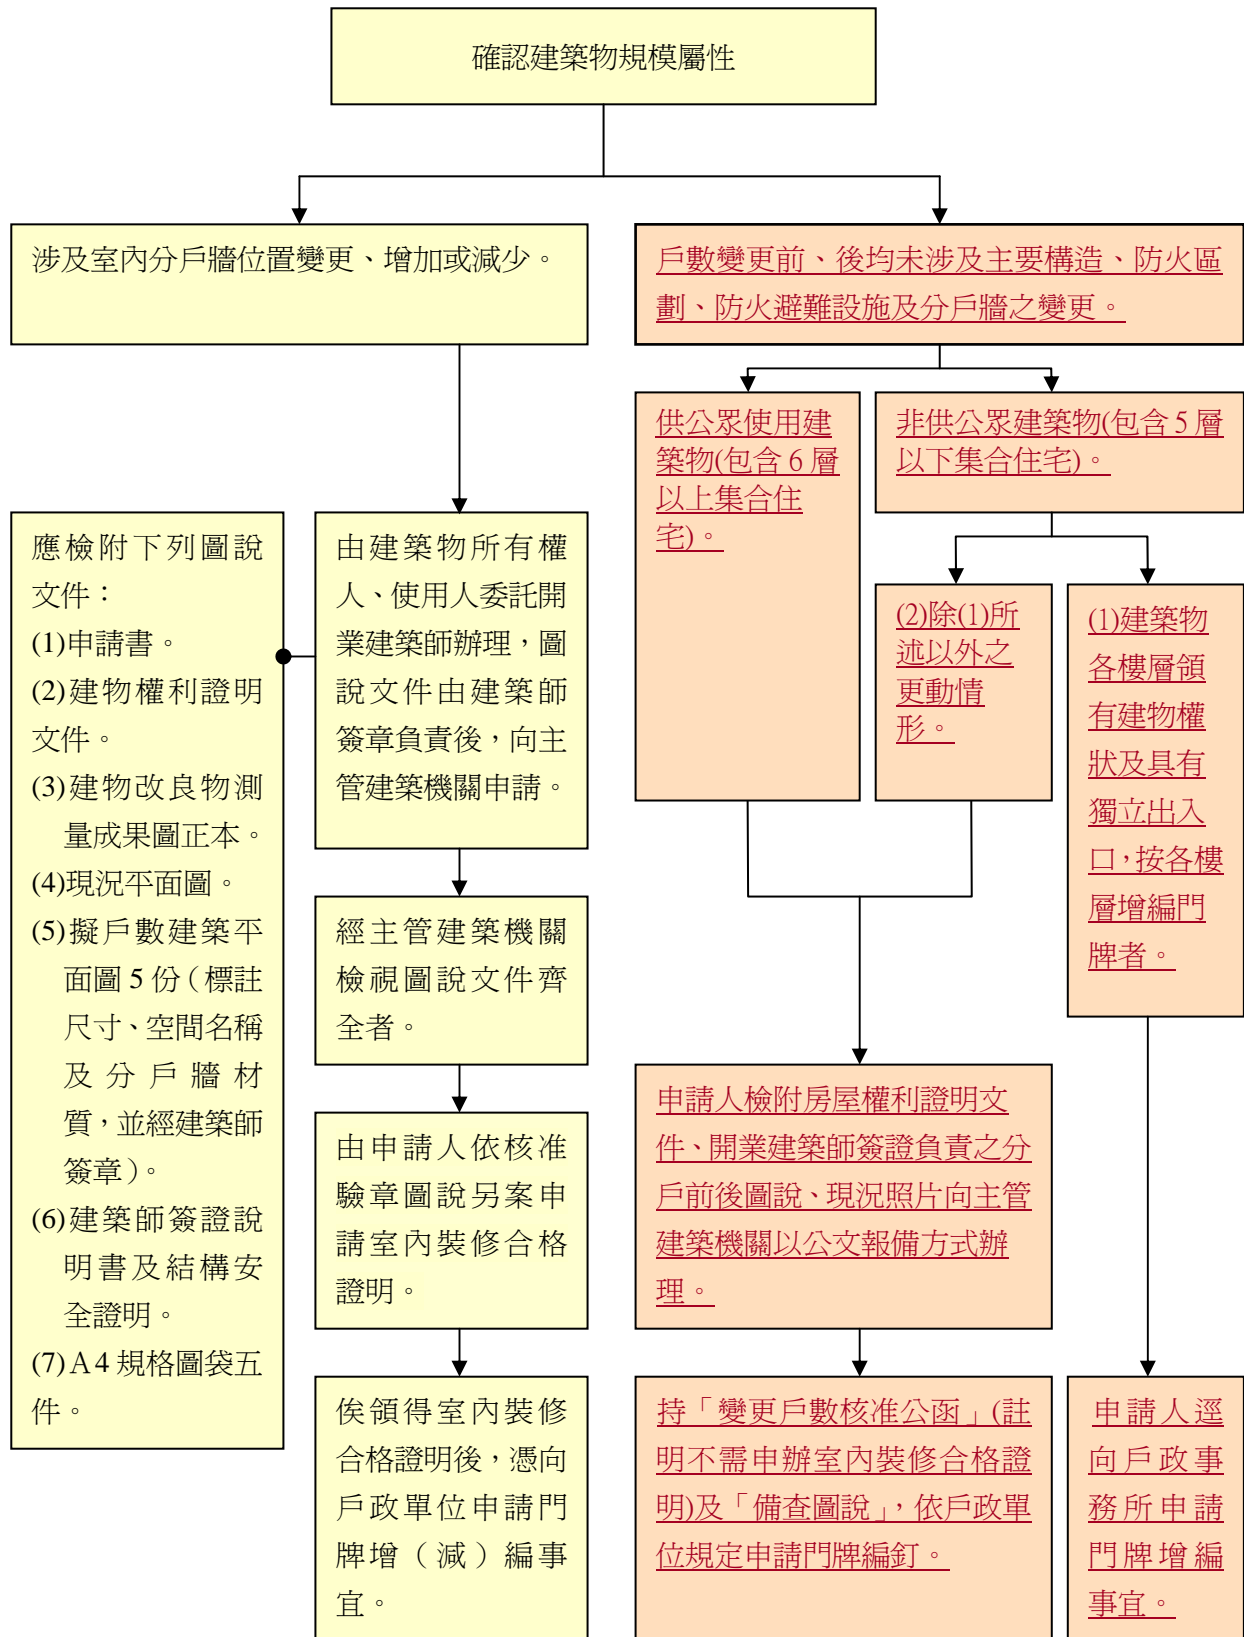 確認建築物規模屬性
涉及室內分戶牆位置變更、增加或減少。
戶數變更前、後均未涉及主要構造、防火區
劃、防火避難設施及分戶牆之變更。
供公眾使用建
築物(包含 6 層
以上集合住
宅)。
非供公眾建築物(包含 5 層
以下集合住宅)。
應檢附下列圖說
文件：
(1)申請書。
(2)建物權利證明
文件。
(3)建物改良物測
量成果圖正本。
(4)現況平面圖。
(5)擬戶數建築平
面圖 5 份（標註
尺寸、空間名稱
及分戶牆材
質，並經建築師
簽章）。
(6)建築師簽證說
明書及結構安
全證明。
(7)Ａ4 規格圖袋五
件。
由建築物所有權
人、使用人委託開
業建築師辦理，圖
說文件由建築師
簽章負責後，向主
管建築機關申請。
(2)除(1)所
述以外之
更動情
形。
(1)建築物
各樓層領
有建物權
狀及具有
獨立出入
口，按各樓
層增編門
牌者。
經主管建築機關
檢視圖說文件齊
全者。
由申請人依核准
驗章圖說另案申
請室內裝修合格
證明。
申請人檢附房屋權利證明文
件、開業建築師簽證負責之分
戶前後圖說、現況照片向主管
建築機關以公文報備方式辦
理。
俟領得室內裝修
合格證明後，憑向
戶政單位申請門
牌增（減）編事
宜。
持「變更戶數核准公函」(註
明不需申辦室內裝修合格證
明)及「備查圖說」，依戶政單
位規定申請門牌編釘。
申請人逕
向戶政事
務所申請
門牌增編
事宜。